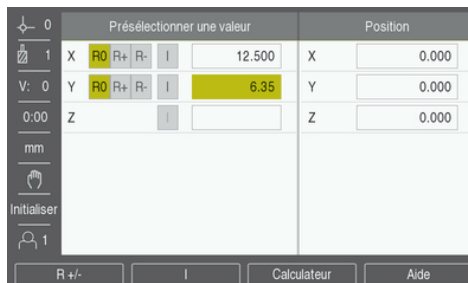 0 Présélectionner une valeur Position
1 X R0 R+ R- I 12.500 X 0.000
V: 0 Y R0 R+ R- I 6.35 Y 0.000
0:00 Z I Z 0.000
mm
Initialiser
1
R +/- I Calculateur Aide